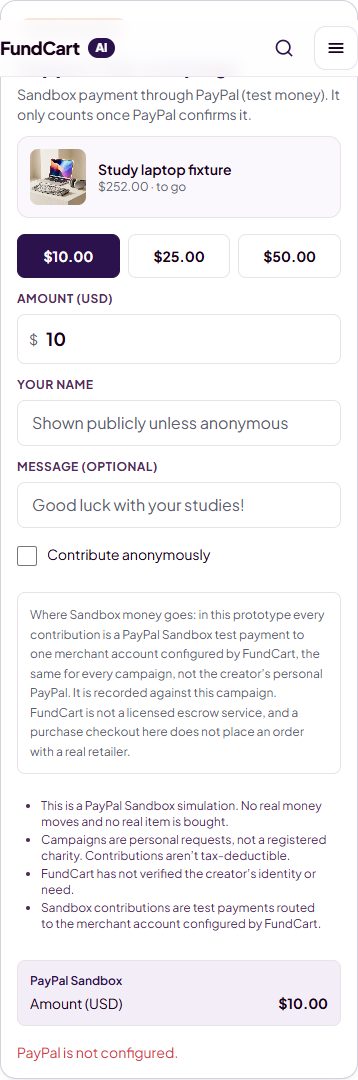 FundCart AI
Sandbox payment through PayPal (test money). It
only counts once PayPal confirms it.
Study laptop fixture
$252.00 · to go
$10.00 $25.00 $50.00
AMOUNT (USD)
$ 10
YOUR NAME
Shown publicly unless anonymous
MESSAGE (OPTIONAL)
Good luck with your studies!
Contribute anonymously
Where Sandbox money goes: in this prototype every
contribution is a PayPal Sandbox test payment to
one merchant account configured by FundCart, the
same for every campaign, not the creator's personal
PayPal. It is recorded against this campaign.
FundCart is not a licensed escrow service, and a
purchase checkout here does not place an order
with a real retailer.
• This is a PayPal Sandbox simulation. No real money
moves and no real item is bought.
• Campaigns are personal requests, not a registered
charity. Contributions aren't tax-deductible.
• FundCart has not verified the creator's identity or
need.
• Sandbox contributions are test payments routed
to the merchant account configured by FundCart.
PayPal Sandbox
Amount (USD) $10.00
PayPal is not configured.